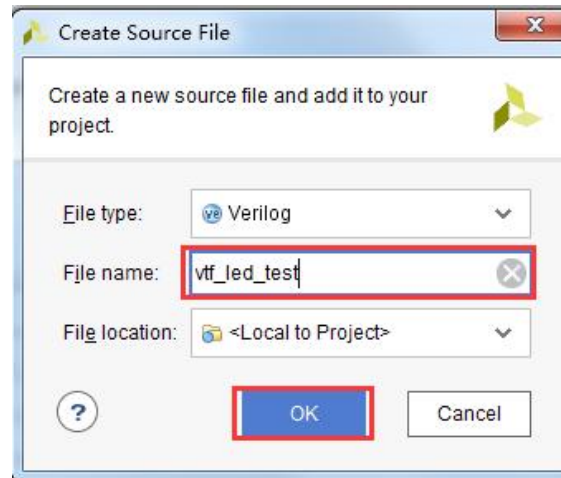 Create Source File
Create a new source file and add it to your
project.
File type: Verilog
File name: vtf_led_test
File location: <Local to Project>
? OK Cancel